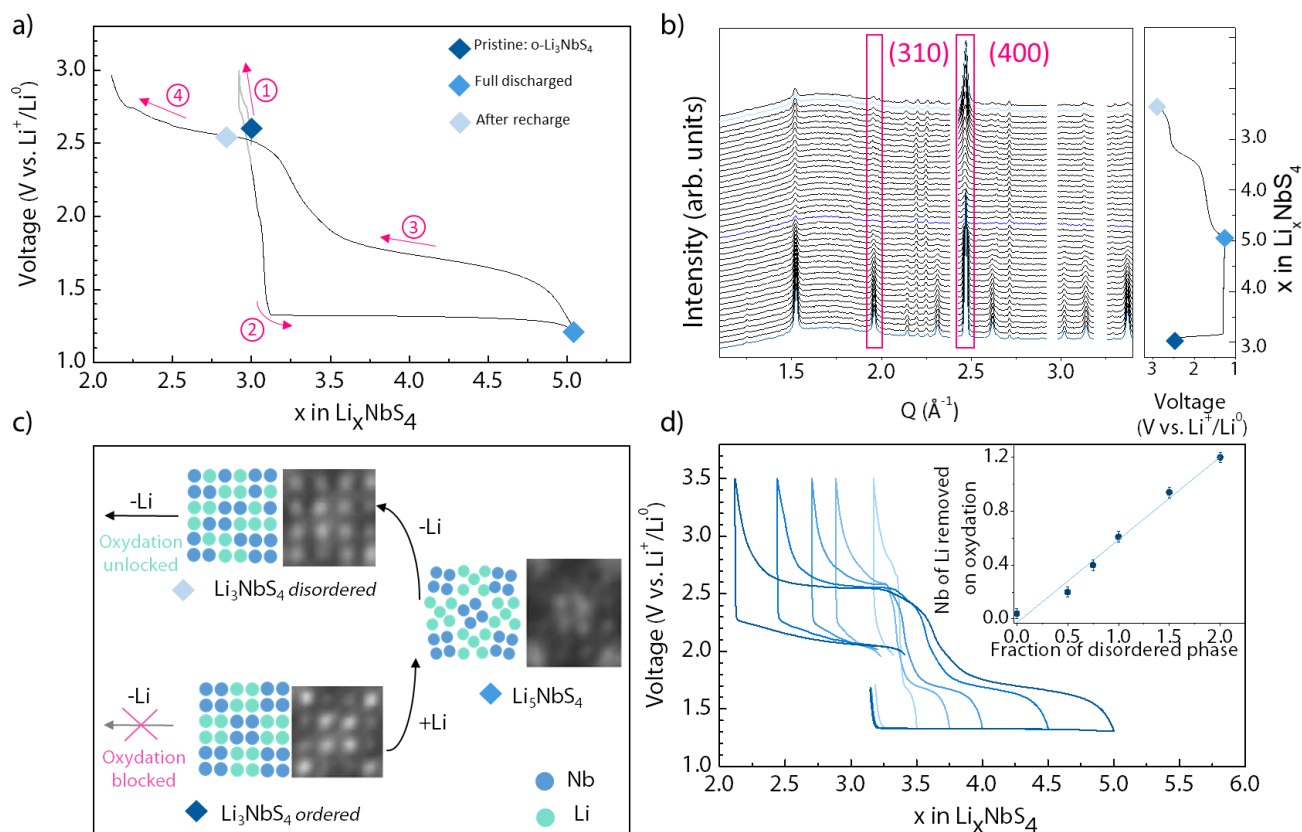 a)
Voltage (V vs. Li⁺/Li⁰)
3.0
2.5
2.0
1.5
1.0
2.0 2.5 3.0 3.5 4.0 4.5 5.0
x in LiₓNbS₄
① ② ③ ④
Pristine: o-Li₃NbS₄
Full discharged
After recharge
b)
Intensity (arb. units)
(310) (400)
1.5 2.0 2.5 3.0
Q (Å⁻¹)
3.0
4.0
5.0
4.0
3.0
x in LiₓNbS₄
3 2 1
Voltage
(V vs. Li⁺/Li⁰)
c)
-Li
Oxydation
unlocked
Li₃NbS₄ disordered
-Li
Li₅NbS₄
+Li
-Li
Oxydation
blocked
Li₃NbS₄ ordered
Nb
Li
d)
Voltage (V vs. Li⁺/Li⁰)
3.5
3.0
2.5
2.0
1.5
1.0
2.0 2.5 3.0 3.5 4.0 4.5 5.0 5.5 6.0
x in LiₓNbS₄
Nb of Li removed
on oxydation
1.2
0.8
0.4
0.0
0.0 0.5 1.0 1.5 2.0
Fraction of disordered phase